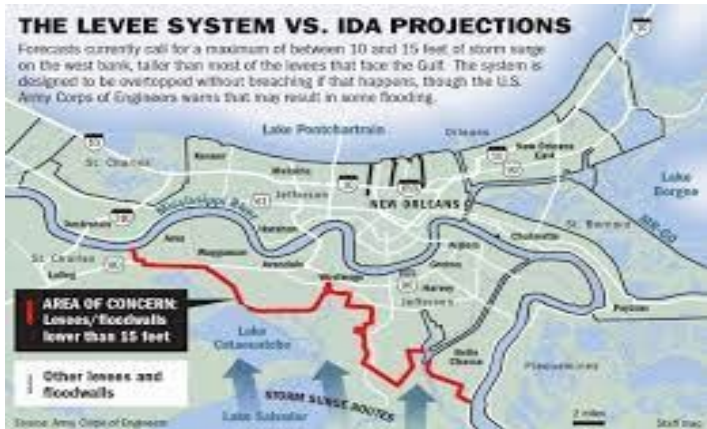 THE LEVEE SYSTEM VS. IDA PROJECTIONS
Forecasts currently call for a maximum of between 10 and 15 feet of storm surge
on the west bank, taller than most of the levees that face the Gulf. The system is
designed to be overtopped without breaching if that happens, though the U.S.
Army Corps of Engineers warns that may result in some flooding.
Lake Pontchartrain
Orleans
New Orleans
East
St. Charles
Kenner
Metairie
Jefferson
NEW ORLEANS
Lake
Borgne
Mississippi River
MR-GO
St. Bernard
Destrehan
Ama
Harahan
Waggaman
Avondale
Westwego
Algiers
Chalmette
Gretna
Harvey
Jefferson
St. Charles
Luling
Poydras
AREA OF CONCERN:
Levees/floodwalls
lower than 15 feet
Lake
Cataouatche
Belle
Chasse
Plaquemines
Other levees and
floodwalls
STORM SURGE ROUTES
Lake Salvador
2 miles
Source: Army Corps of Engineers
Staff map